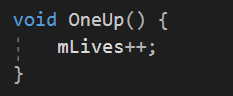 void OneUp() {
    mLives++;
}